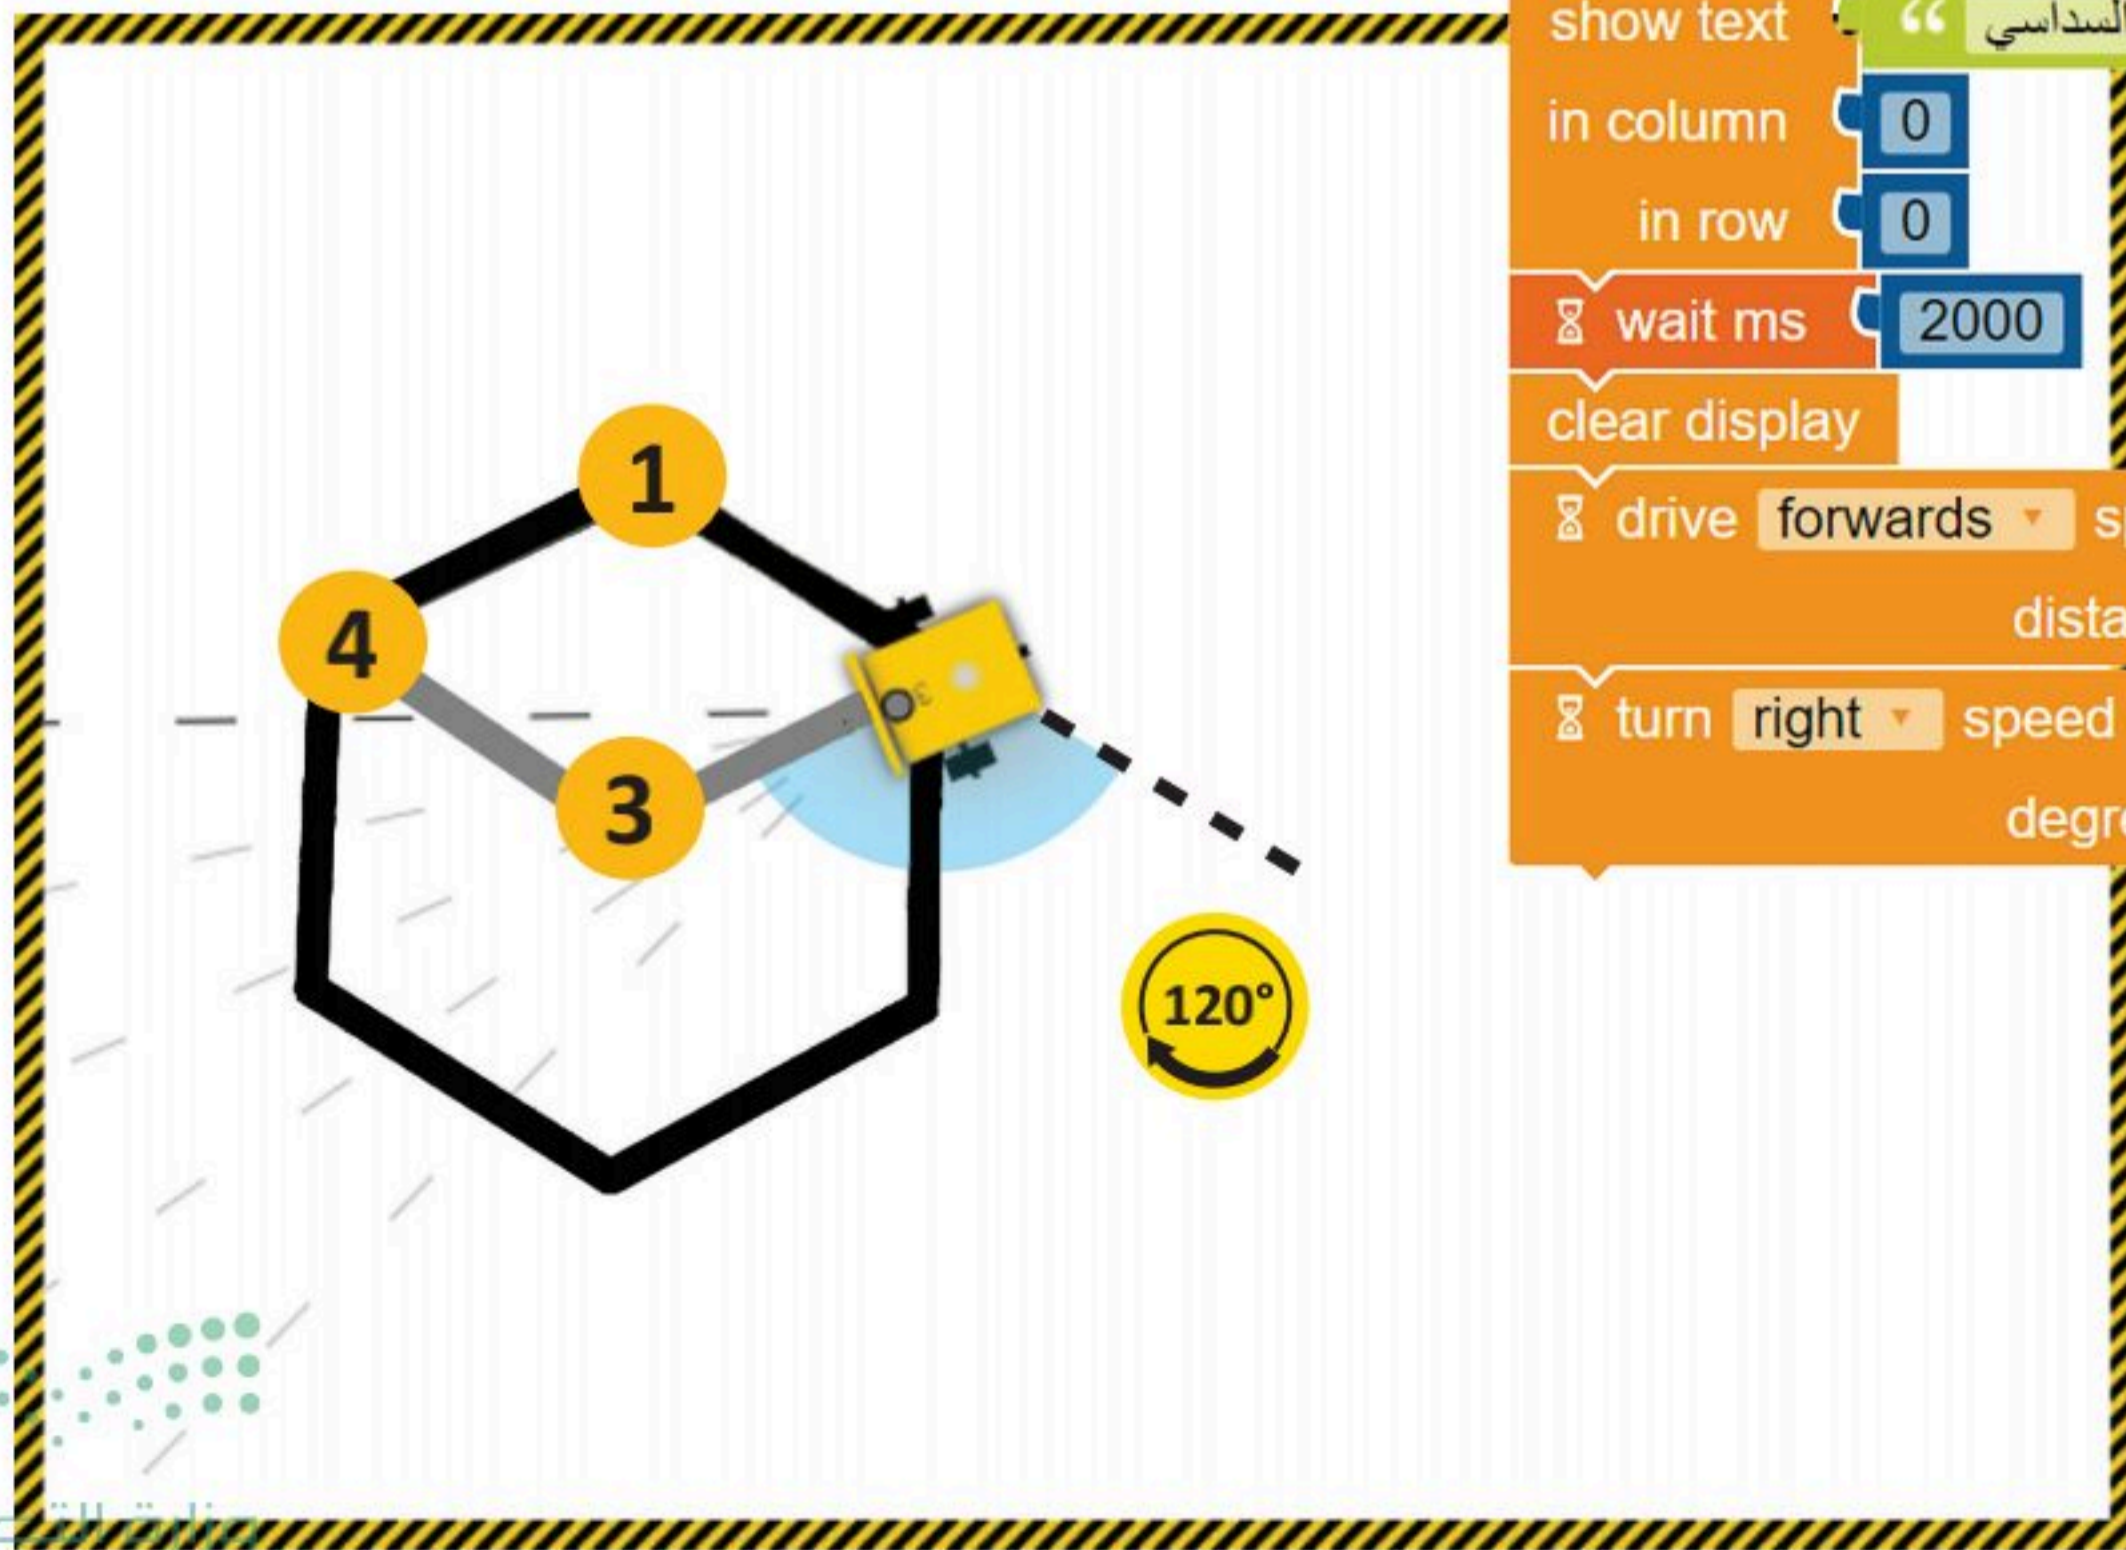 show text “ السداسي
in column 0
in row 0
wait ms 2000
clear display
drive forwards
turn right speed
1
4
3
3
120°